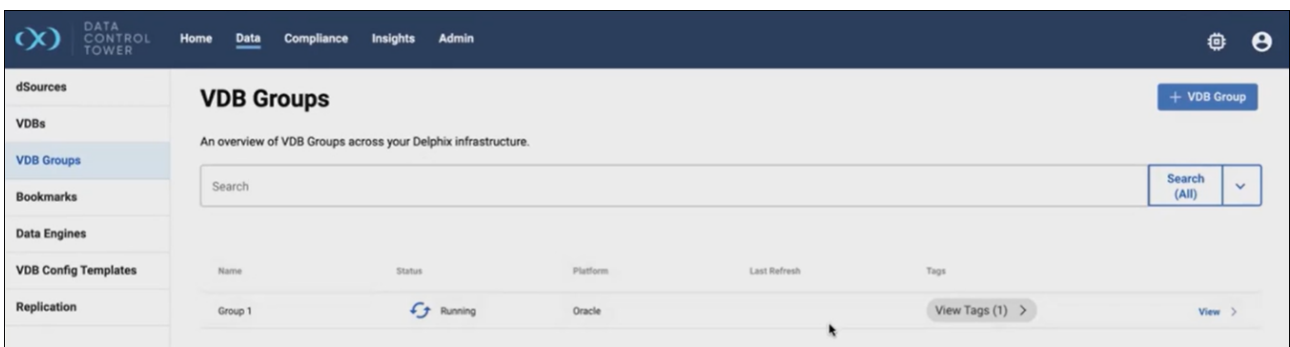 DATA
CONTROL
TOWER
Home Data Compliance Insights Admin
dSources
VDBs
VDB Groups
Bookmarks
Data Engines
VDB Config Templates
Replication
VDB Groups
+ VDB Group
An overview of VDB Groups across your Delphix infrastructure.
Search
Search
(All)
Name Status Platform Last Refresh Tags
Group 1 Running Oracle View Tags (1) View